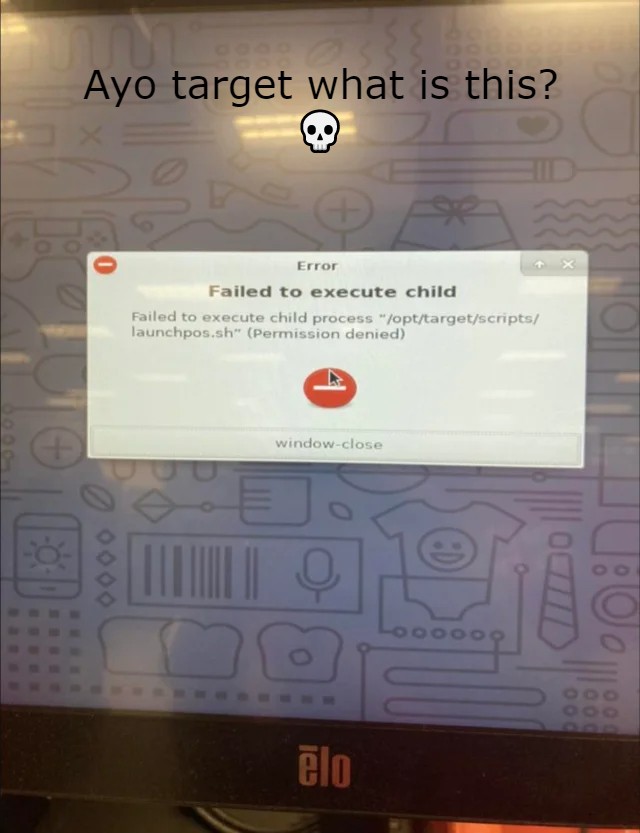 Ayo target what is this?
💀
Error
Failed to execute child
Failed to execute child process "/opt/target/scripts/
launchpos.sh" (Permission denied)
window-close
ēlo